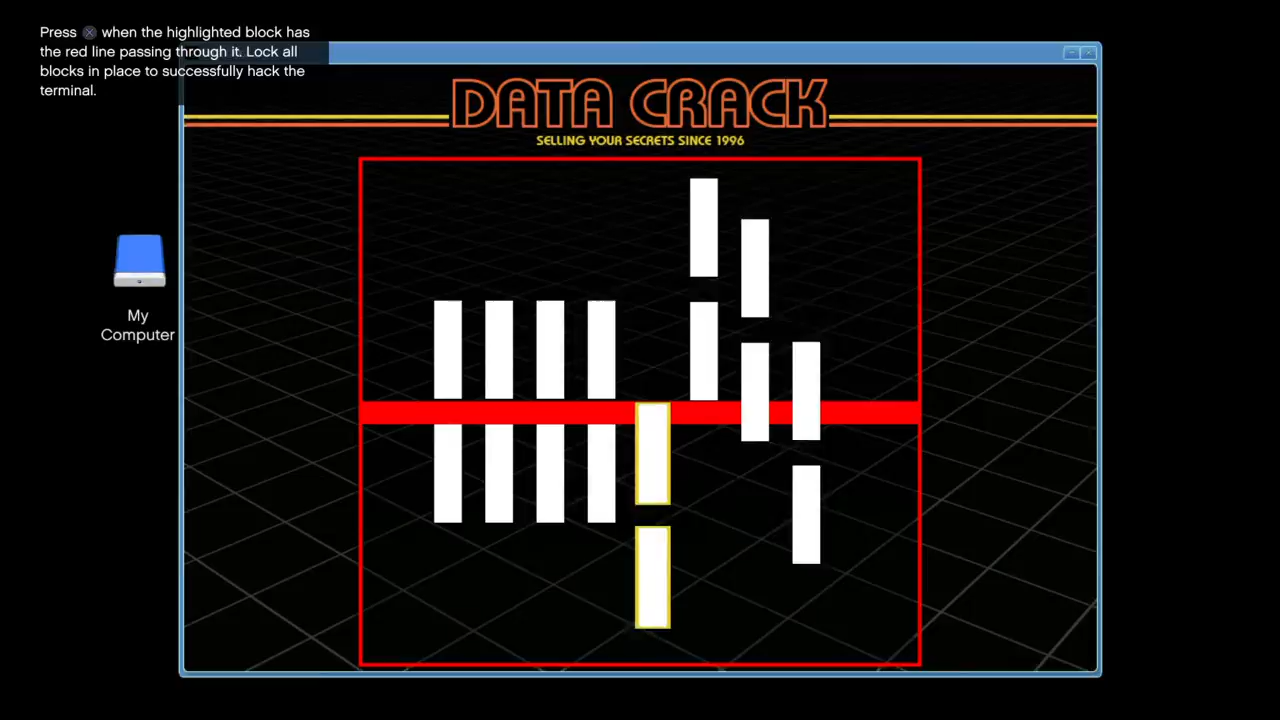 Press ⓧ when the highlighted block has
the red line passing through it. Lock all
blocks in place to successfully hack the
terminal.
DATA CRACK
SELLING YOUR SECRETS SINCE 1996
My
Computer